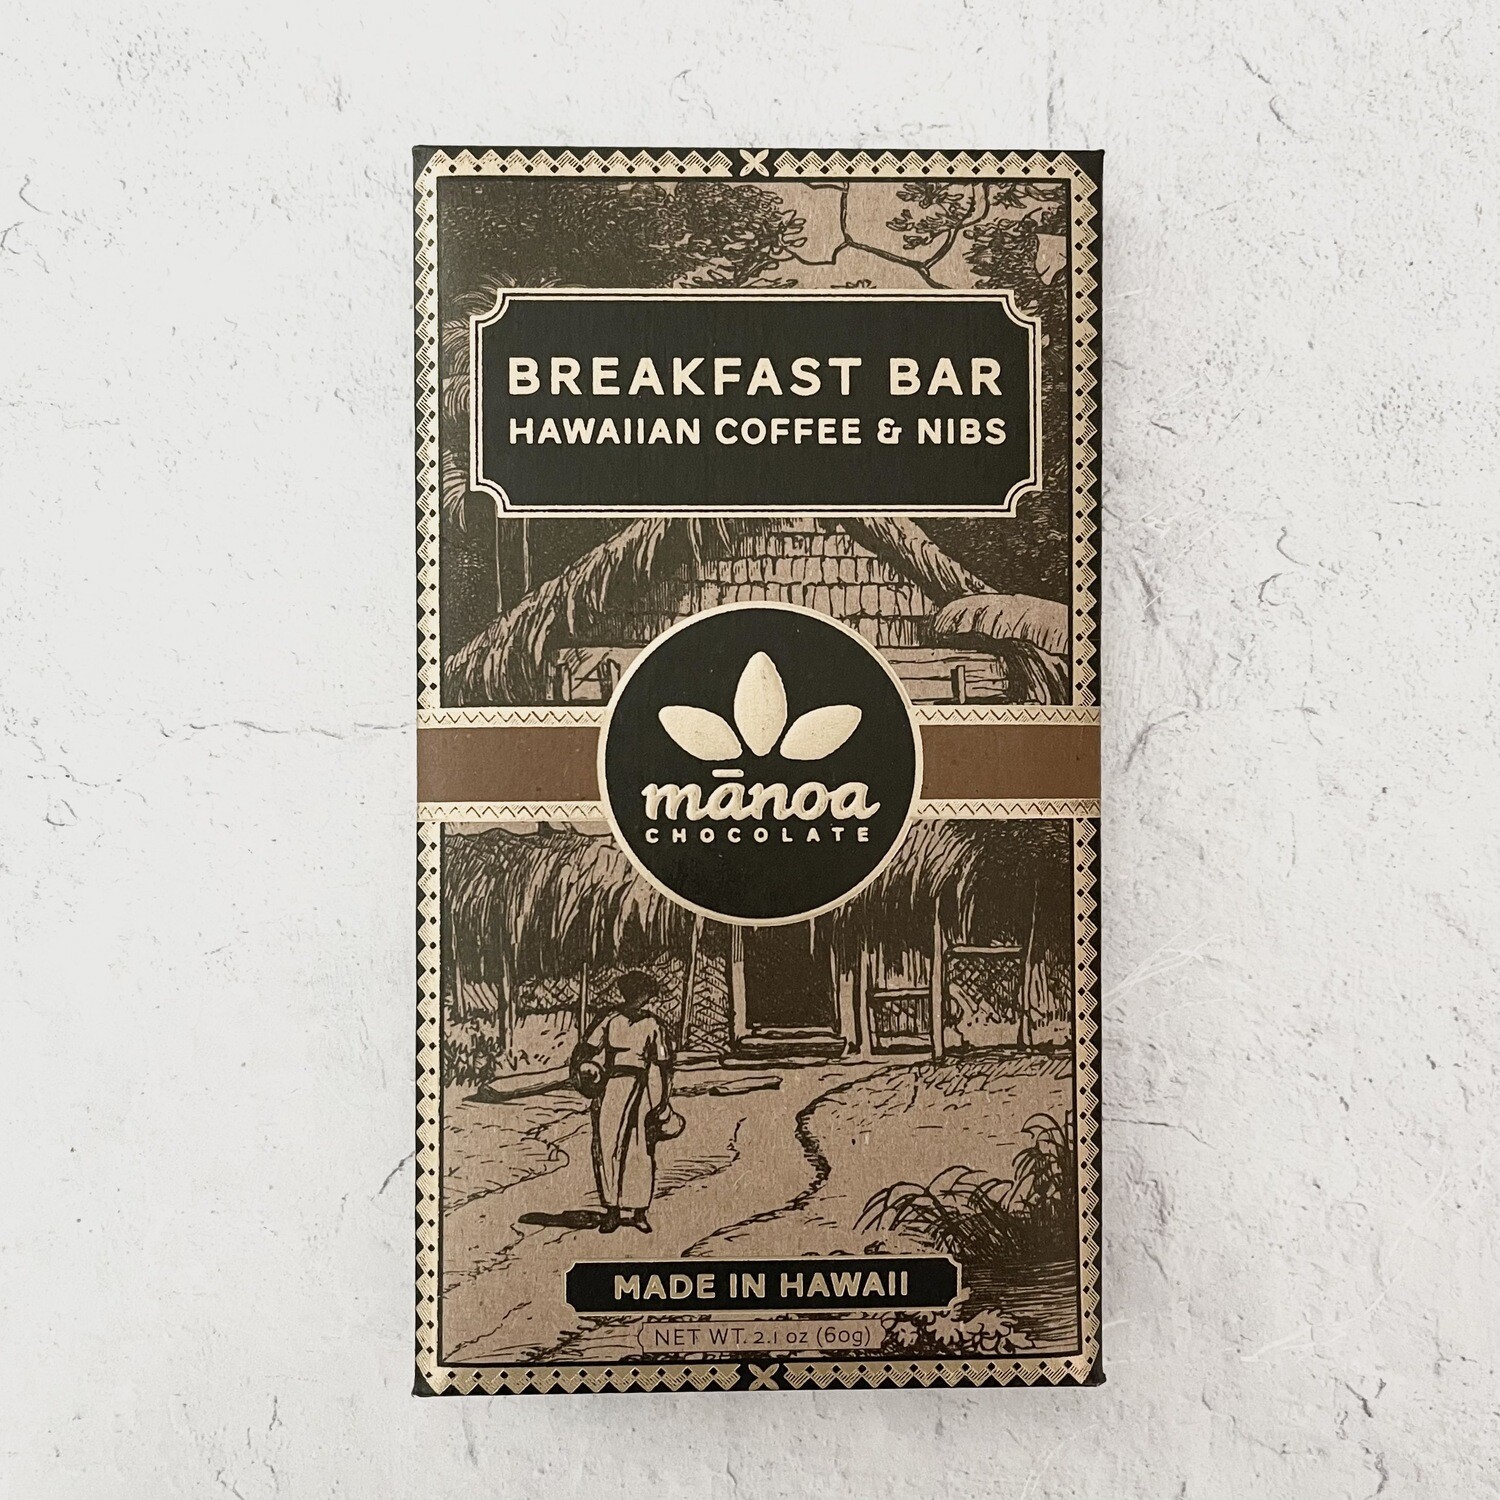 BREAKFAST BAR
HAWAIIAN COFFEE & NIBS
mānoa
CHOCOLATE
MADE IN HAWAII
NET WT. 2.1 oz (60g)